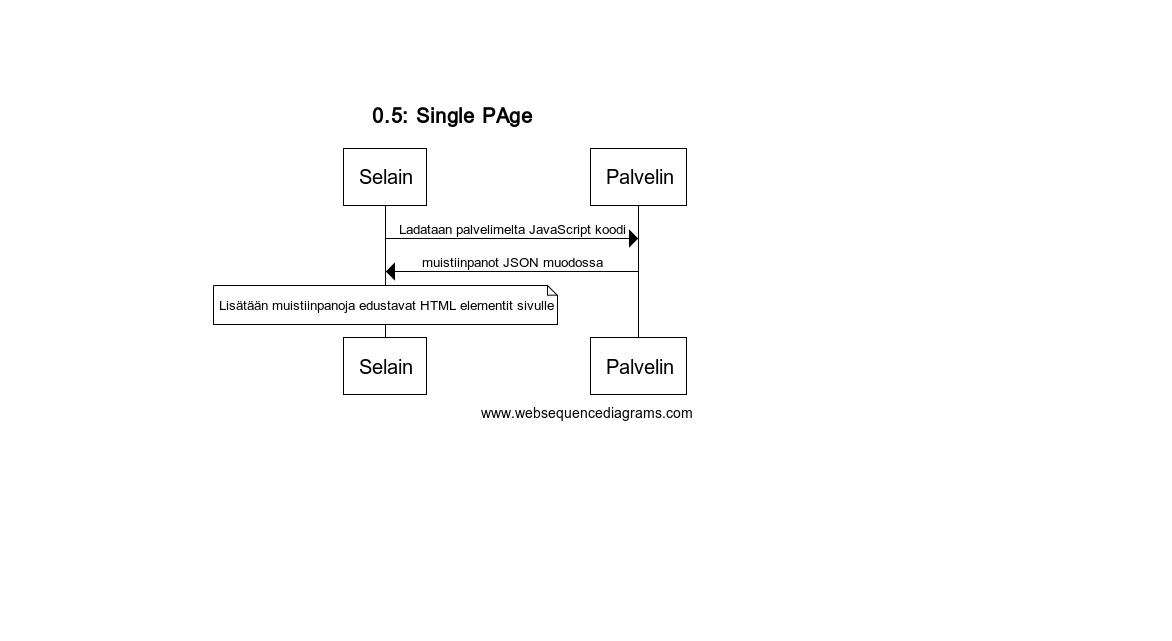 0.5: Single PAge
Selain
Palvelin
Ladataan palvelimelta JavaScript koodi
muistiinpanot JSON muodossa
Lisätään muistiinpanoja edustavat HTML elementit sivulle
Selain
Palvelin
www.websequencediagrams.com